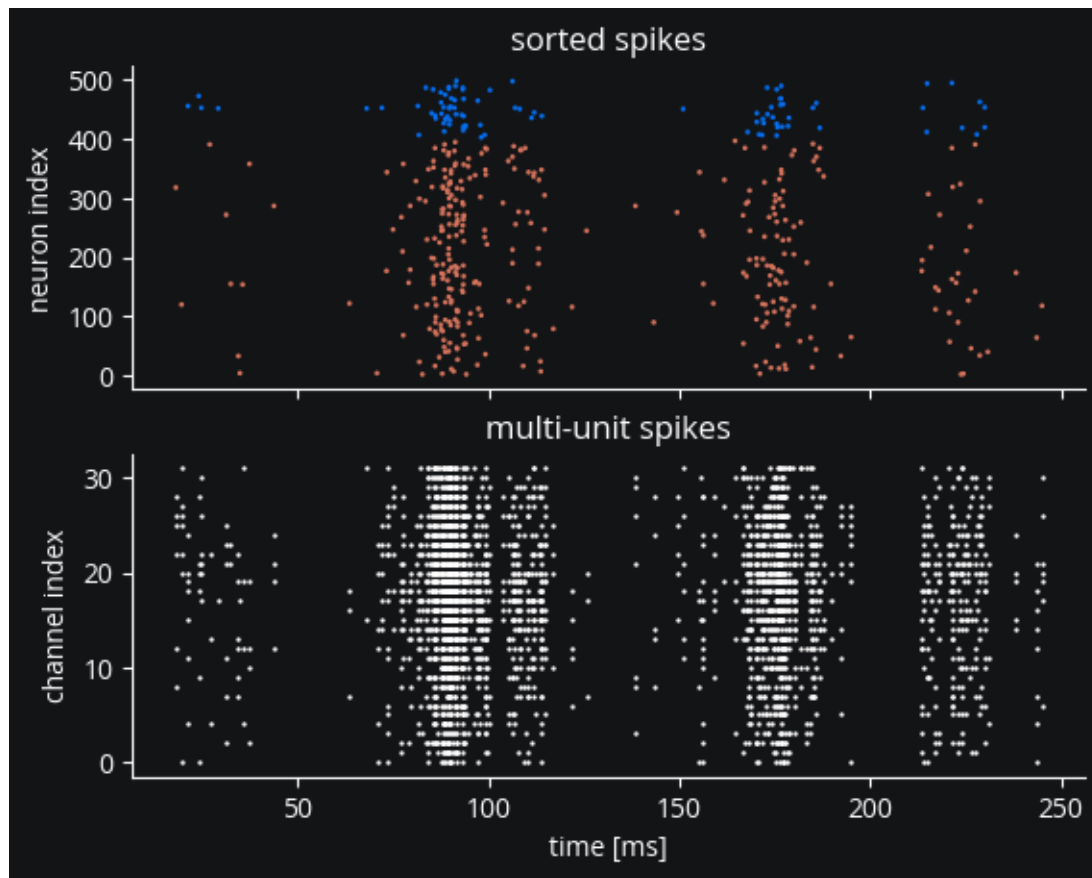 sorted spikes
500
400
300
200
100
0
neuron index
multi-unit spikes
30
20
10
0
channel index
50 100 150 200 250
time [ms]